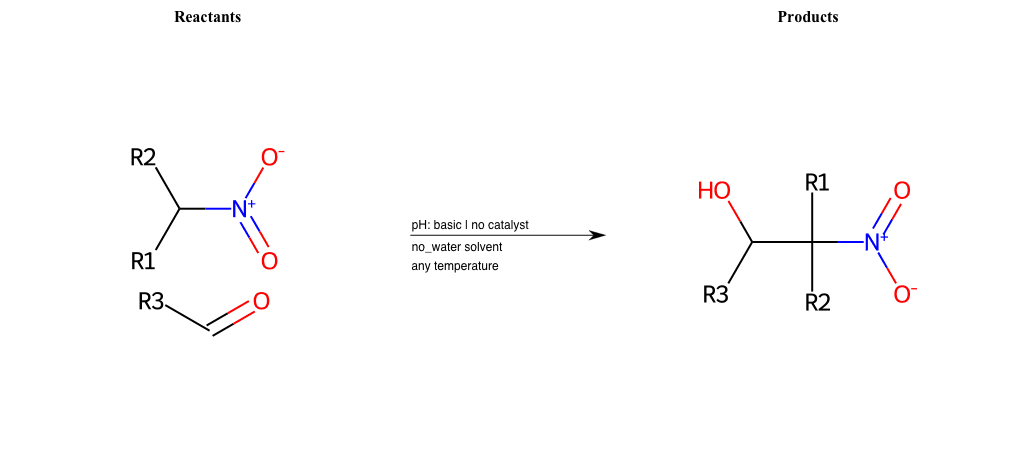 Reactants
Products
R2
O-
N+
R1
O
R3
O
pH: basic | no catalyst
no_water solvent
any temperature
HO
R1
O
N+
R3
R2
O-